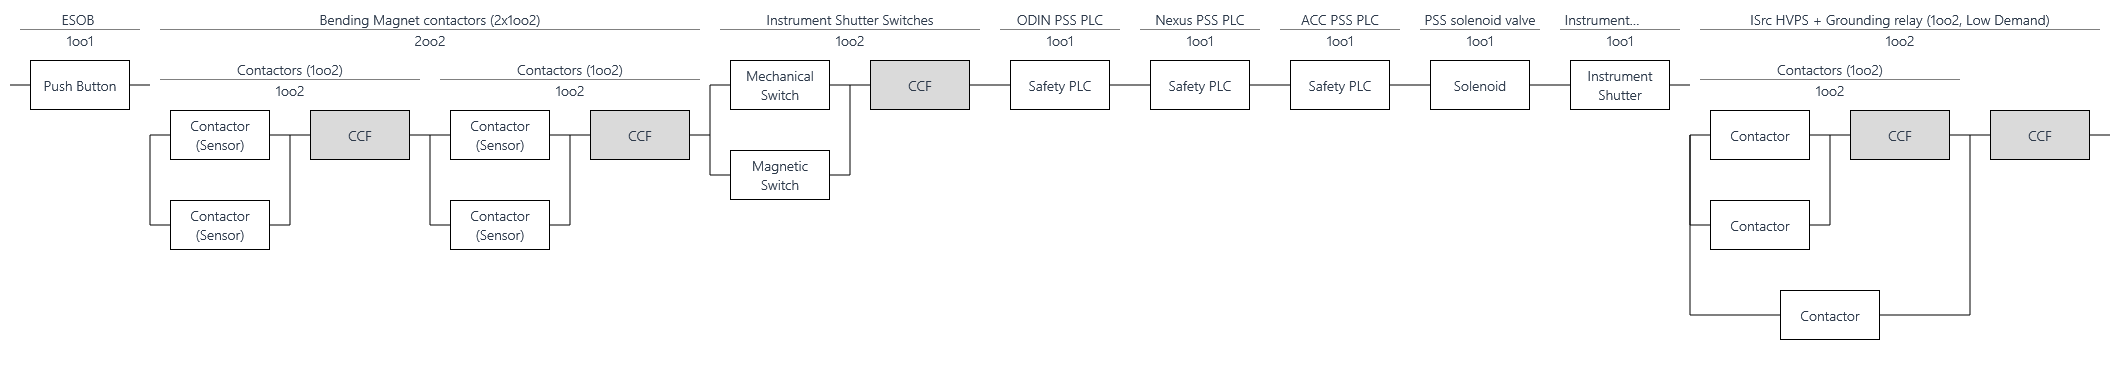 ESOB
1oo1
Push Button
Bending Magnet contactors (2x1oo2)
2oo2
Contactors (1oo2)
1oo2
Contactor
(Sensor)
CCF
Contactor
(Sensor)
Contactors (1oo2)
1oo2
Contactor
(Sensor)
CCF
Contactor
(Sensor)
Instrument Shutter Switches
1oo2
Mechanical
Switch
CCF
Magnetic
Switch
ODIN PSS PLC
1oo1
Safety PLC
Nexus PSS PLC
1oo1
Safety PLC
ACC PSS PLC
1oo1
Safety PLC
PSS solenoid valve
1oo1
Solenoid
Instrument...
1oo1
Instrument
Shutter
ISrc HVPS + Grounding relay (1oo2, Low Demand)
1oo2
Contactors (1oo2)
1oo2
Contactor
CCF
CCF
Contactor
Contactor